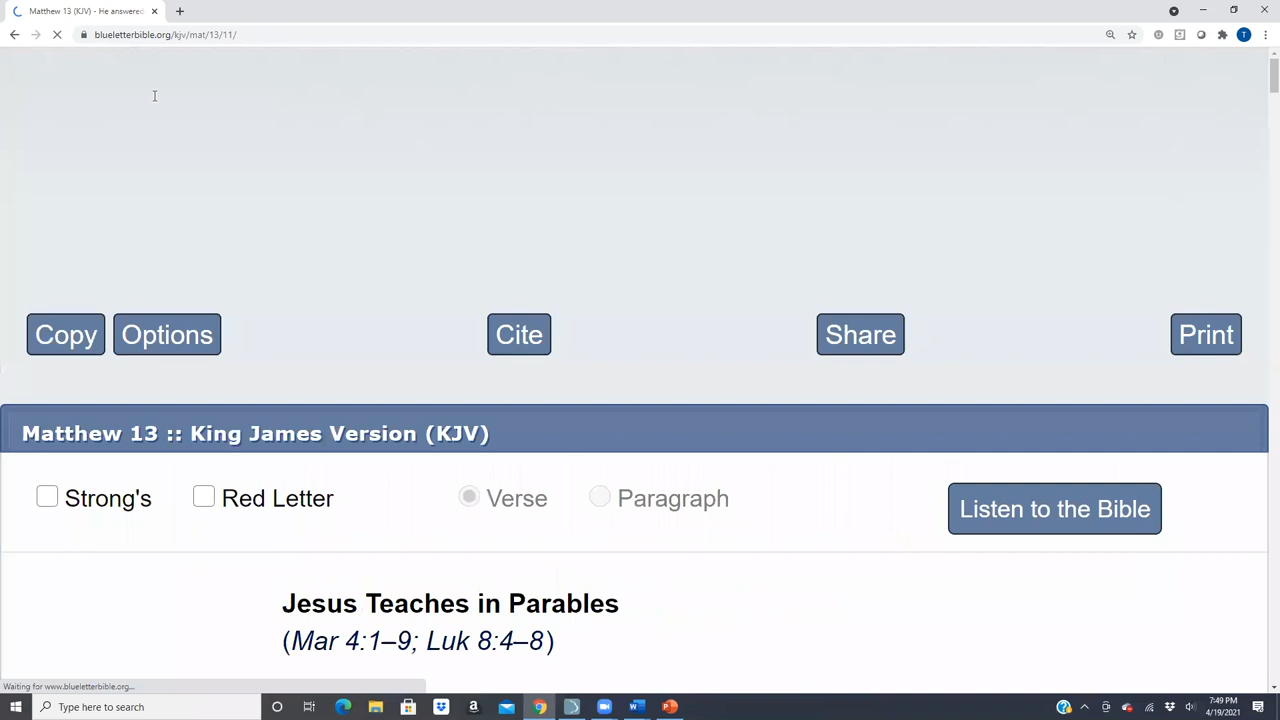 Matthew 13 (KJV) - He answered
blueletterbible.org/kjv/mat/13/11/
T
Copy Options Cite Share Print
Matthew 13 :: King James Version (KJV)
Strong's Red Letter Verse Paragraph Listen to the Bible
Jesus Teaches in Parables
(Mar 4:1–9; Luk 8:4–8)
Waiting for www.blueletterbible.org...
Type here to search
7:49 PM
4/19/2021